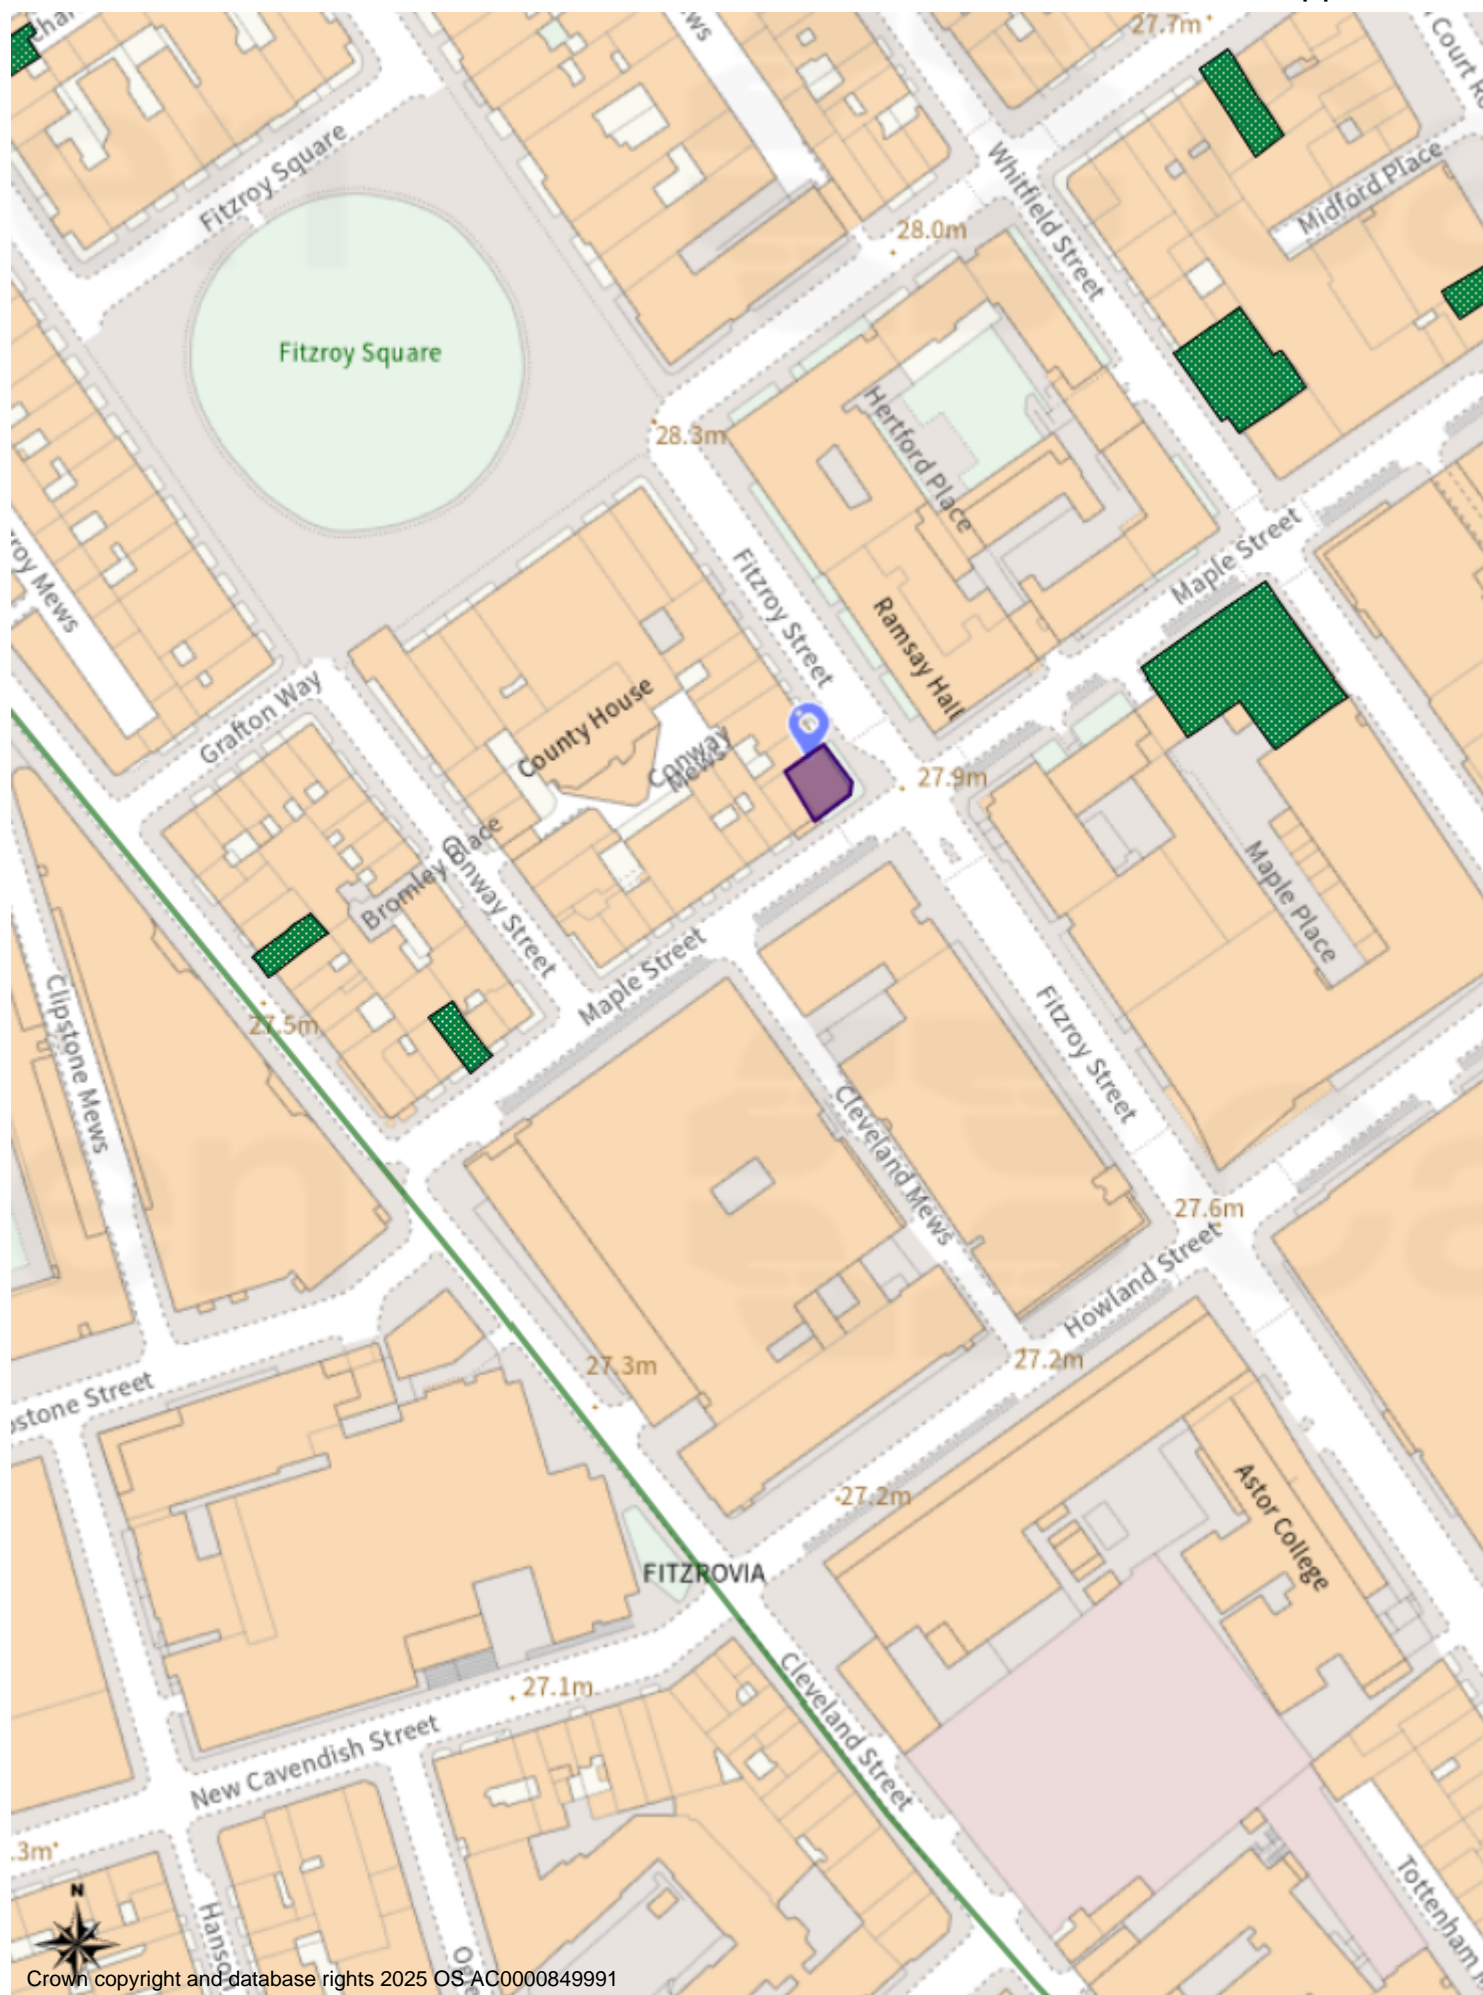 27.7m
Court
Fitzroy Square
Whitfield Street
Midford Place
28.0m
Fitzroy Square
28.3m
Hertford Place
Maple Street
Fitzroy Street
Ramsay Hall
Grafton Way
County House
Conway
Mews
27.9m
Bromley Place
Conway Street
Maple Place
Maple Street
Clipstone Mews
27.5m
Fitzroy Street
Cleveland Mews
27.6m
Howland Street
27.3m
27.2m
27.2m
Astor College
FITZROVIA
27.1m
Cleveland Street
New Cavendish Street
.3m
Tottenham
N
Crown copyright and database rights 2025 OS AC0000849991